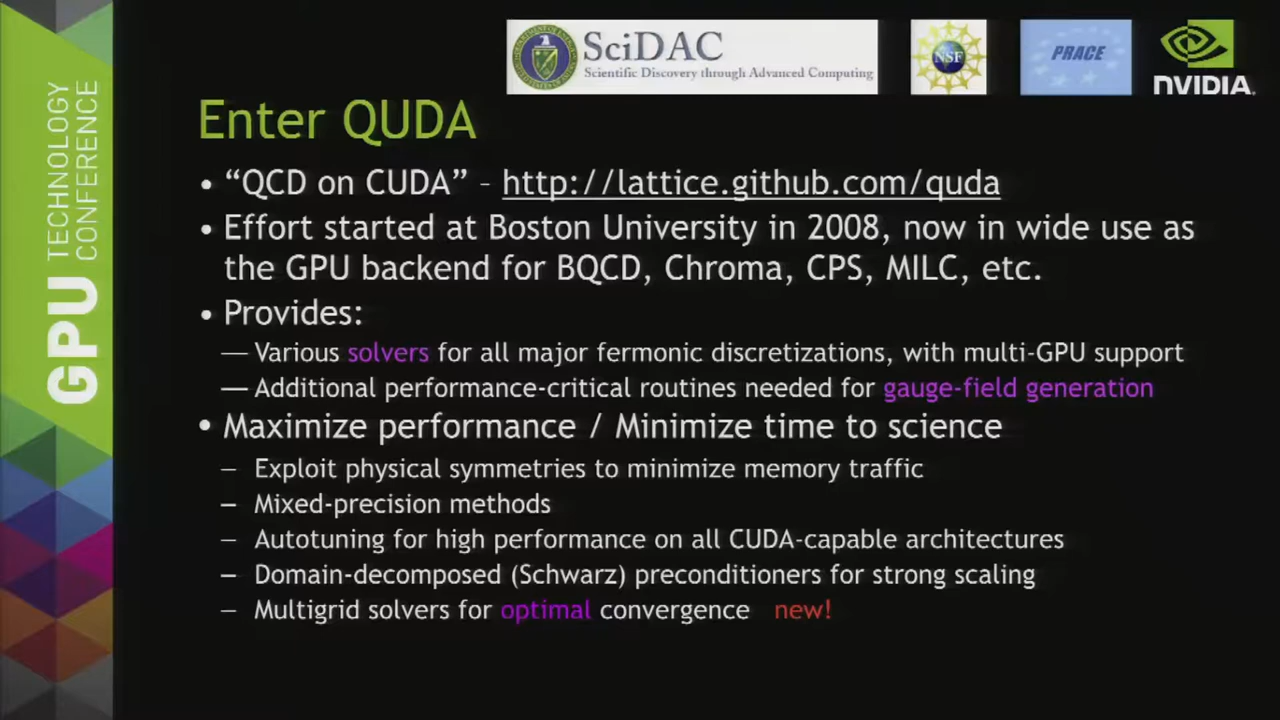 GPU TECHNOLOGY
CONFERENCE
SciDAC
Scientific Discovery through Advanced Computing
NSF
PRACE
NVIDIA.
Enter QUDA
• “QCD on CUDA” – http://lattice.github.com/quda
• Effort started at Boston University in 2008, now in wide use as
the GPU backend for BQCD, Chroma, CPS, MILC, etc.
• Provides:
— Various solvers for all major fermonic discretizations, with multi-GPU support
— Additional performance-critical routines needed for gauge-field generation
• Maximize performance / Minimize time to science
– Exploit physical symmetries to minimize memory traffic
– Mixed-precision methods
– Autotuning for high performance on all CUDA-capable architectures
– Domain-decomposed (Schwarz) preconditioners for strong scaling
– Multigrid solvers for optimal convergence new!